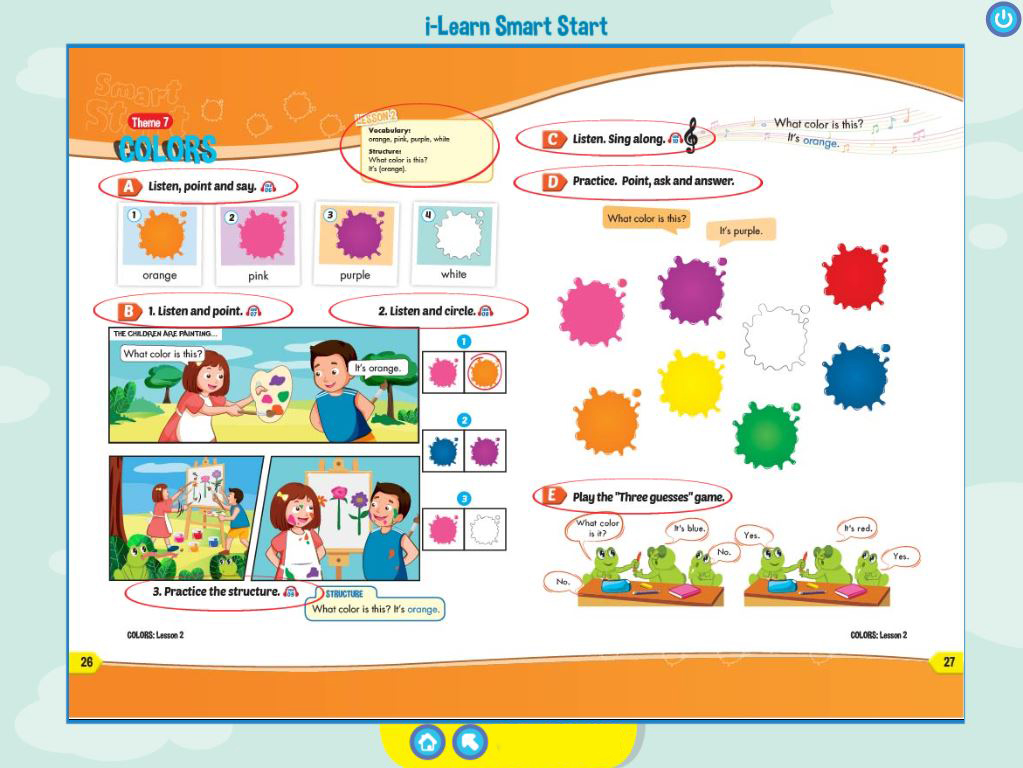 i-Learn Smart Start
Smart
Start
Theme 7
COLORS
LESSON 2
Vocabulary:
orange, pink, purple, white
Structure:
What color is this?
It's (orange).
A Listen, point and say.
1
2
3
4
orange
pink
purple
white
B 1. Listen and point.
THE CHILDREN ARE PAINTING...
What color is this?
It's orange.
2. Listen and circle.
1
2
3
3. Practice the structure.
STRUCTURE
What color is this? It's orange.
COLORS: Lesson 2
26
C Listen. Sing along.
What color is this?
It's orange.
D Practice. Point, ask and answer.
What color is this?
It's purple.
E Play the "Three guesses" game.
What color
is it?
It's blue.
No.
No.
Yes.
It's red.
Yes.
COLORS: Lesson 2
27